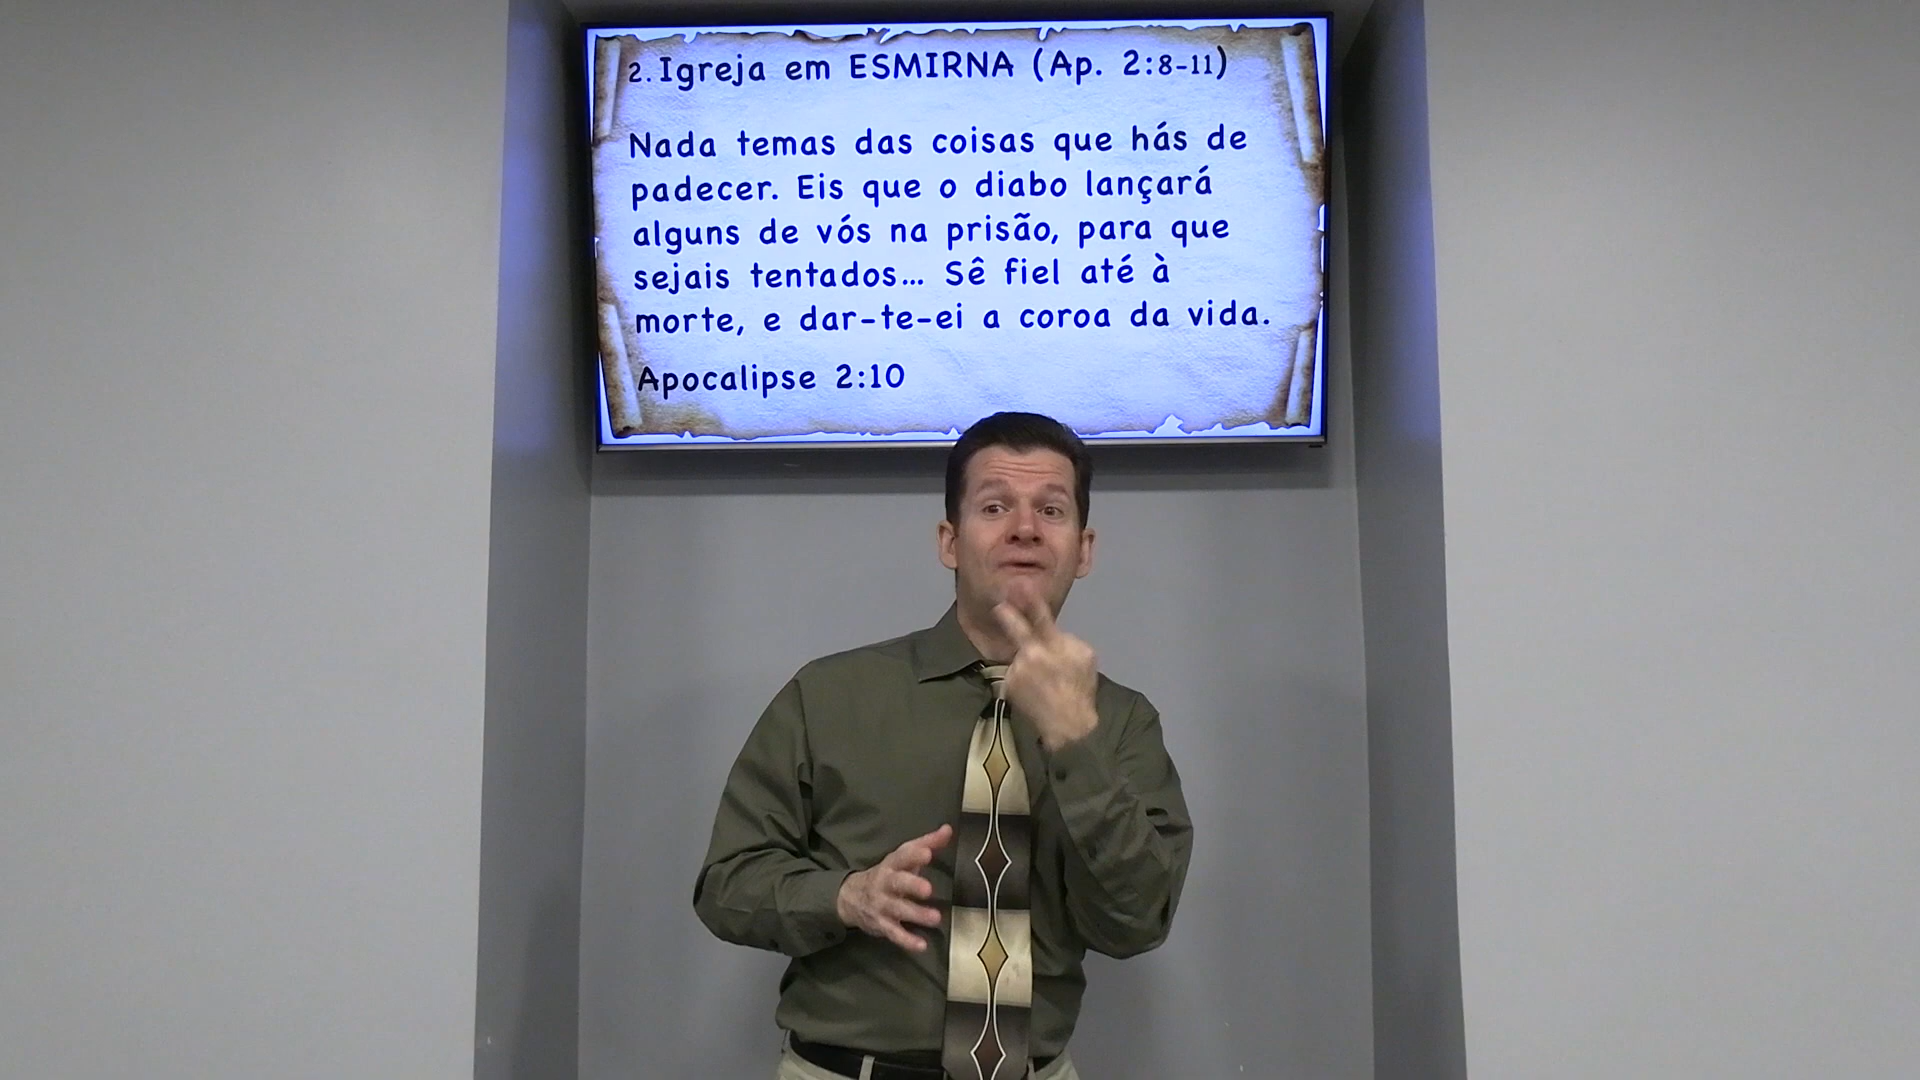 2. Igreja em ESMIRNA (Ap. 2:8-11)
Nada temas das coisas que hás de
padecer. Eis que o diabo lançará
alguns de vós na prisão, para que
sejais tentados... Sê fiel até à
morte, e dar-te-ei a coroa da vida.
Apocalipse 2:10